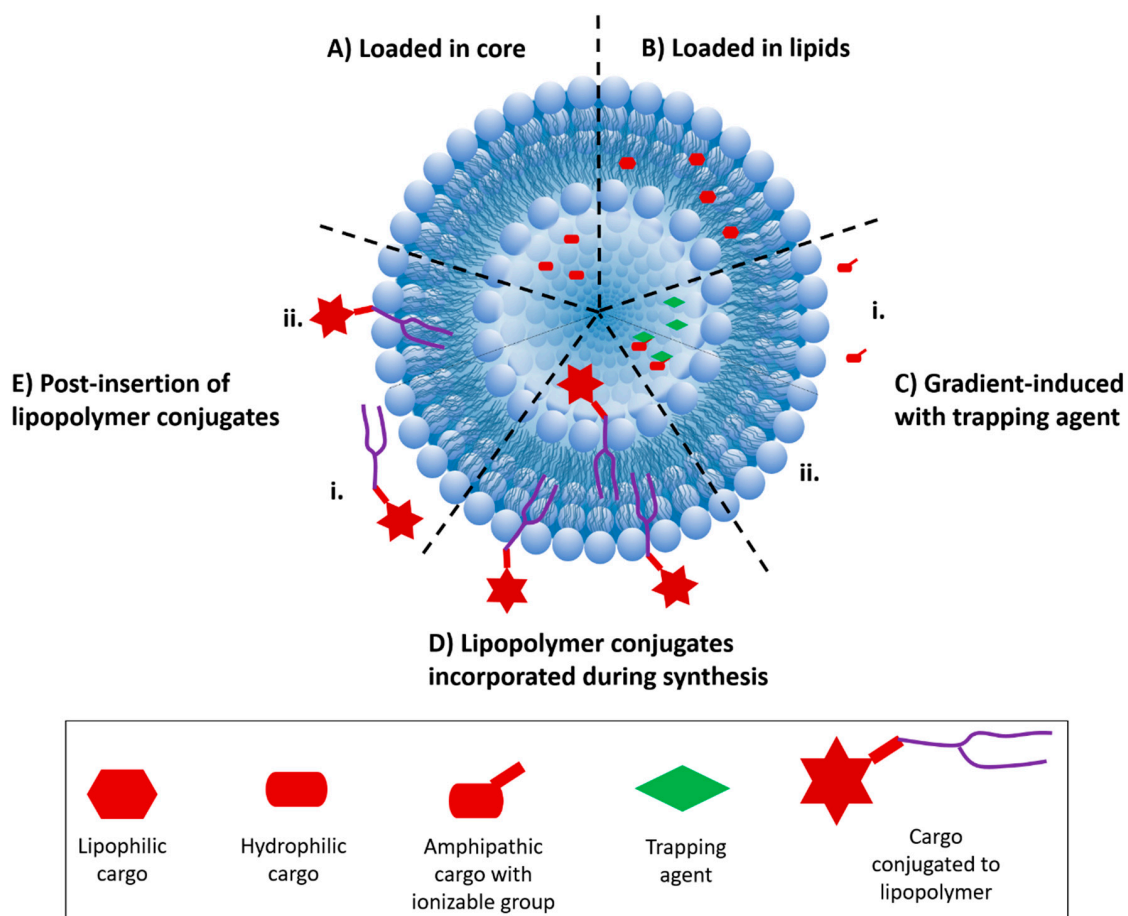 A) Loaded in core
B) Loaded in lipids
i.
ii.
E) Post-insertion of
lipopolymer conjugates
C) Gradient-induced
with trapping agent
i.
ii.
D) Lipopolymer conjugates
incorporated during synthesis
Lipophilic
cargo
Hydrophilic
cargo
Amphipathic
cargo with
ionizable group
Trapping
agent
Cargo
conjugated to
lipopolymer